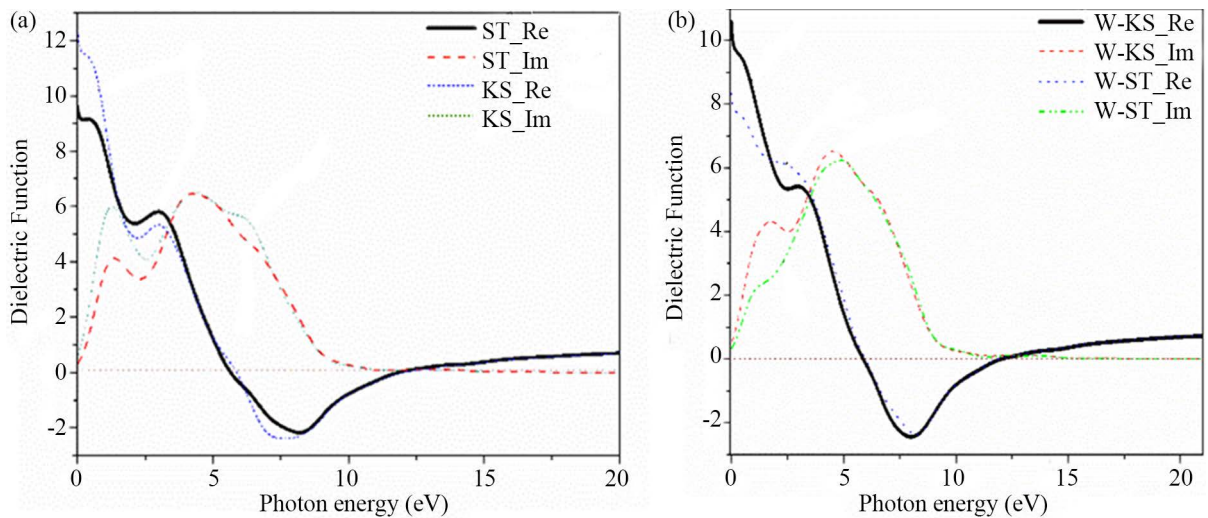 (a)
ST_Re
ST_Im
KS_Re
KS_Im
12
10
8
6
4
2
0
-2
Dielectric Function
0
5
10
15
20
Photon energy (eV)
(b)
W-KS_Re
W-KS_Im
W-ST_Re
W-ST_Im
10
8
6
4
2
0
-2
Dielectric Function
0
5
10
15
20
Photon energy (eV)